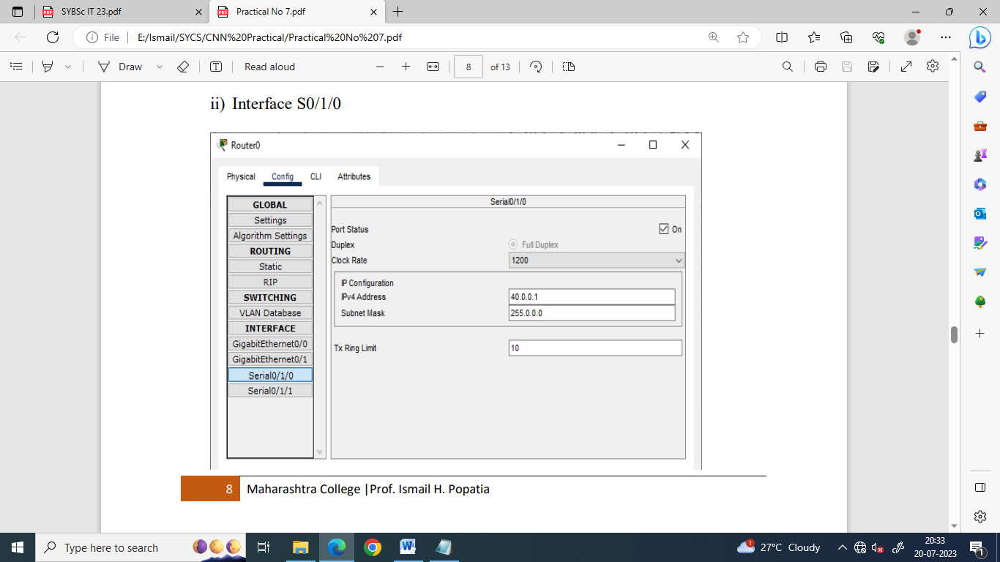 SYBSc IT 23.pdf
Practical No 7.pdf
File
E:/Ismail/SYCS/CNN%20Practical/Practical%20No%207.pdf
Draw
Read aloud
8
of 13
ii) Interface S0/1/0
Router0
Physical Config CLI Attributes
GLOBAL
Settings
Algorithm Settings
ROUTING
Static
RIP
SWITCHING
VLAN Database
INTERFACE
GigabitEthernet0/0
GigabitEthernet0/1
Serial0/1/0
Serial0/1/1
Serial0/1/0
Port Status On
Duplex Full Duplex
Clock Rate 1200
IP Configuration
IPv4 Address 40.0.0.1
Subnet Mask 255.0.0.0
Tx Ring Limit 10
8 Maharashtra College |Prof. Ismail H. Popatia
Type here to search
1
27°C Cloudy
20:33
20-07-2023
1